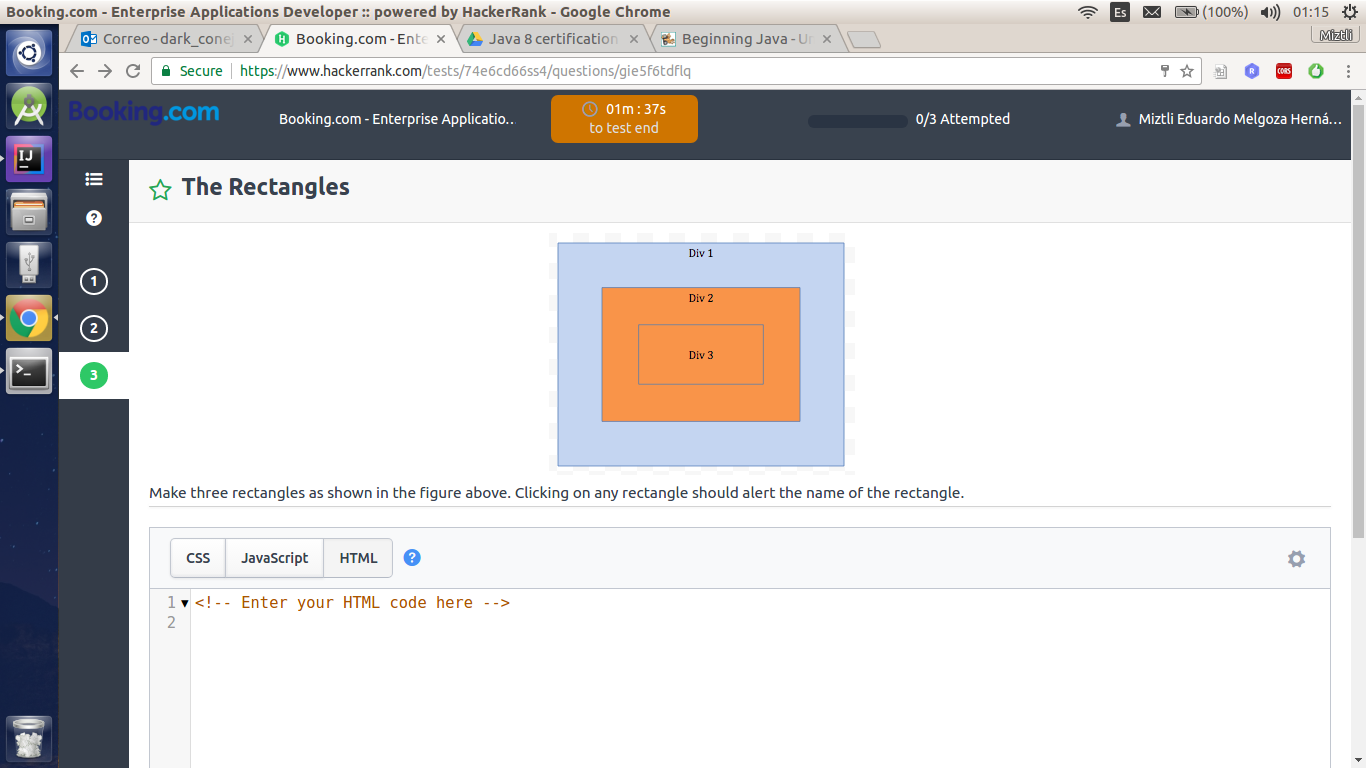 Booking.com - Enterprise Applications Developer :: powered by HackerRank - Google Chrome
Es
(100%)
01:15
Correo - dark_cone
Booking.com - Ente
Java 8 certification
Beginning Java - Un
Miztli
Secure
https://www.hackerrank.com/tests/74e6cd66ss4/questions/gie5f6tdflq
R
CORS
Booking.com
Booking.com - Enterprise Applicatio...
01m : 37s
to test end
0/3 Attempted
Miztli Eduardo Melgoza Herná...
The Rectangles
?
1
2
3
Div 1
Div 2
Div 3
Make three rectangles as shown in the figure above. Clicking on any rectangle should alert the name of the rectangle.
CSS
JavaScript
HTML
?
1 <!-- Enter your HTML code here -->
2
IJ
>_